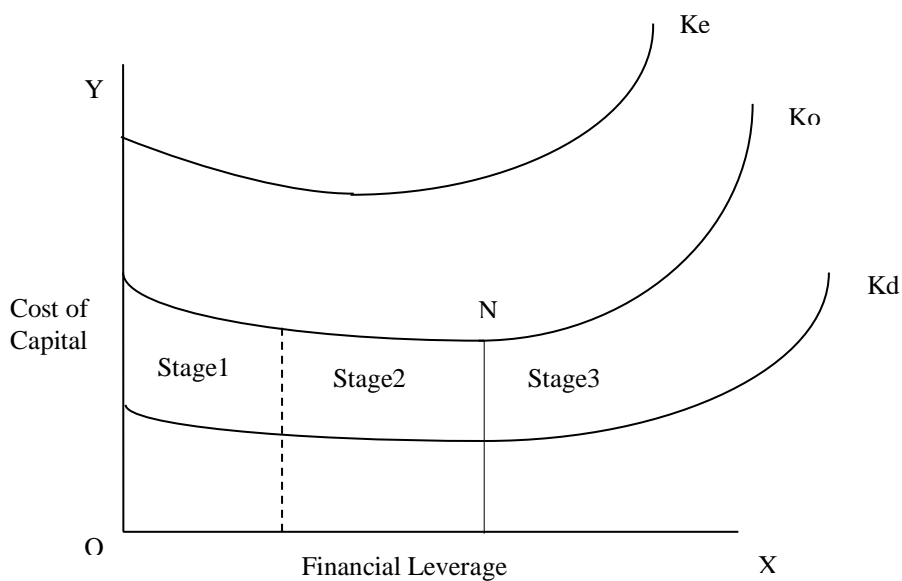 Ke
Y
Ko
Kd
Cost of
Capital
N
Stage1
Stage2
Stage3
O
Financial Leverage
X